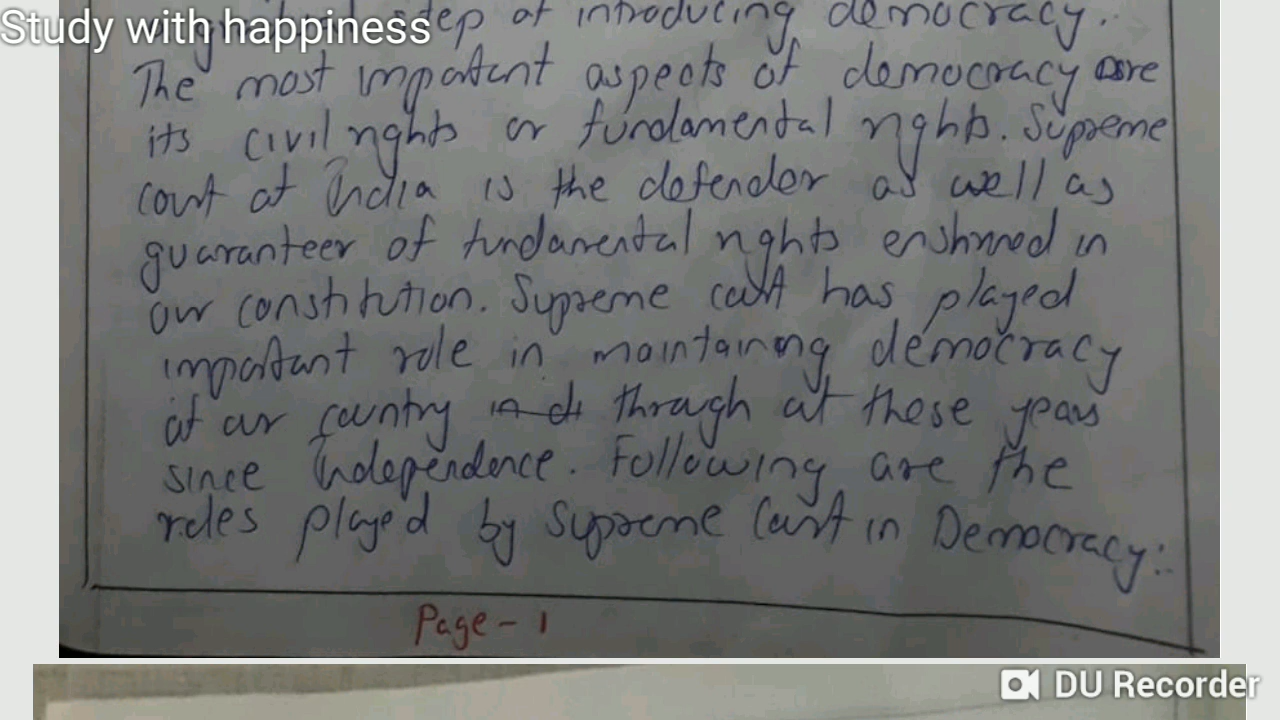 Study with happiness
step of introducing democracy.
The most important aspects of democracy are
its civil rights or fundamental rights. Supreme
court of India is the defender as well as
guaranteer of fundamental rights enshrined in
our constitution. Supreme court has played
important role in maintaining democracy
of our country through at these years
since Independence. Following are the
roles played by Supreme Court in Democracy:-
Page - 1
DU Recorder